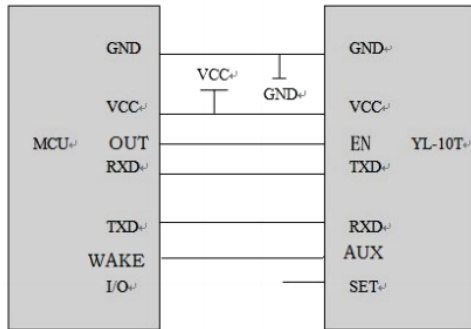 GND GND
VCC
GND
VCC VCC
MCU OUT EN YL-10T
RXD TXD
TXD RXD
WAKE AUX
I/O SET